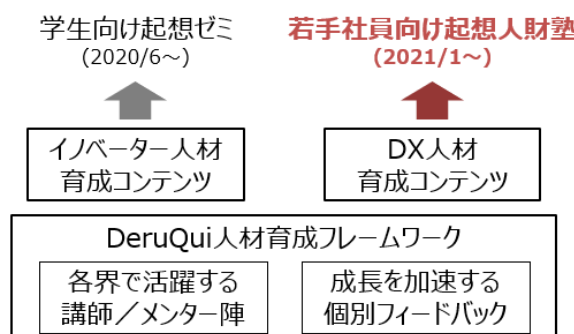 学生向け起想ゼミ
(2020/6～)
若手社員向け起想人財塾
(2021/1～)
イノベーター人材
育成コンテンツ
DX人材
育成コンテンツ
DeruQui人材育成フレームワーク
各界で活躍する
講師／メンター陣
成長を加速する
個別フィードバック